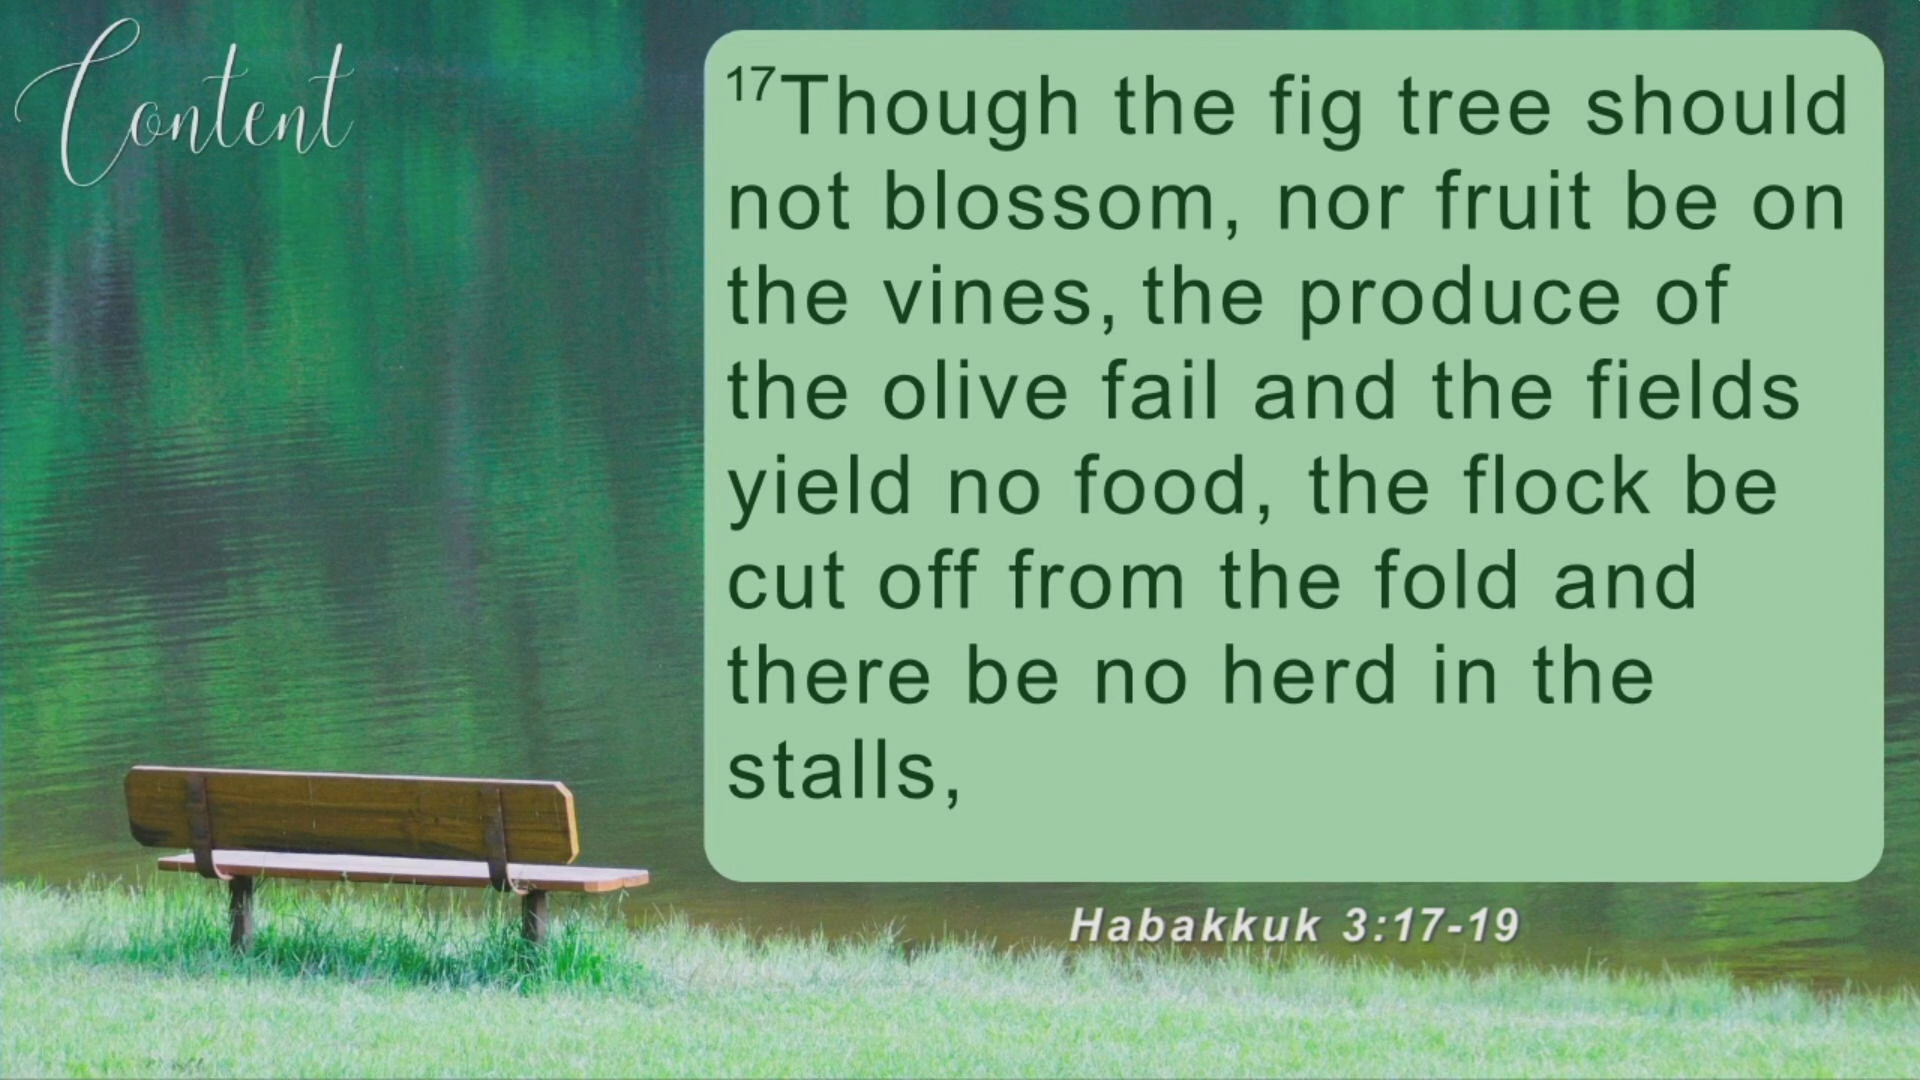 Content
17Though the fig tree should
not blossom, nor fruit be on
the vines, the produce of
the olive fail and the fields
yield no food, the flock be
cut off from the fold and
there be no herd in the
stalls,
Habakkuk 3:17-19